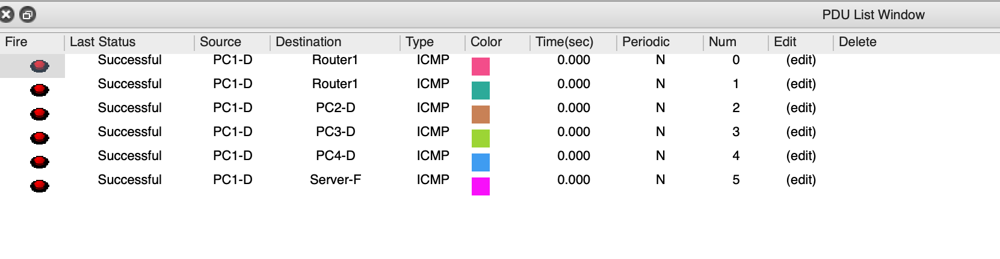 PDU List Window
Fire Last Status Source Destination Type Color Time(sec) Periodic Num Edit Delete
Successful PC1-D Router1 ICMP 0.000 N 0 (edit)
Successful PC1-D Router1 ICMP 0.000 N 1 (edit)
Successful PC1-D PC2-D ICMP 0.000 N 2 (edit)
Successful PC1-D PC3-D ICMP 0.000 N 3 (edit)
Successful PC1-D PC4-D ICMP 0.000 N 4 (edit)
Successful PC1-D Server-F ICMP 0.000 N 5 (edit)